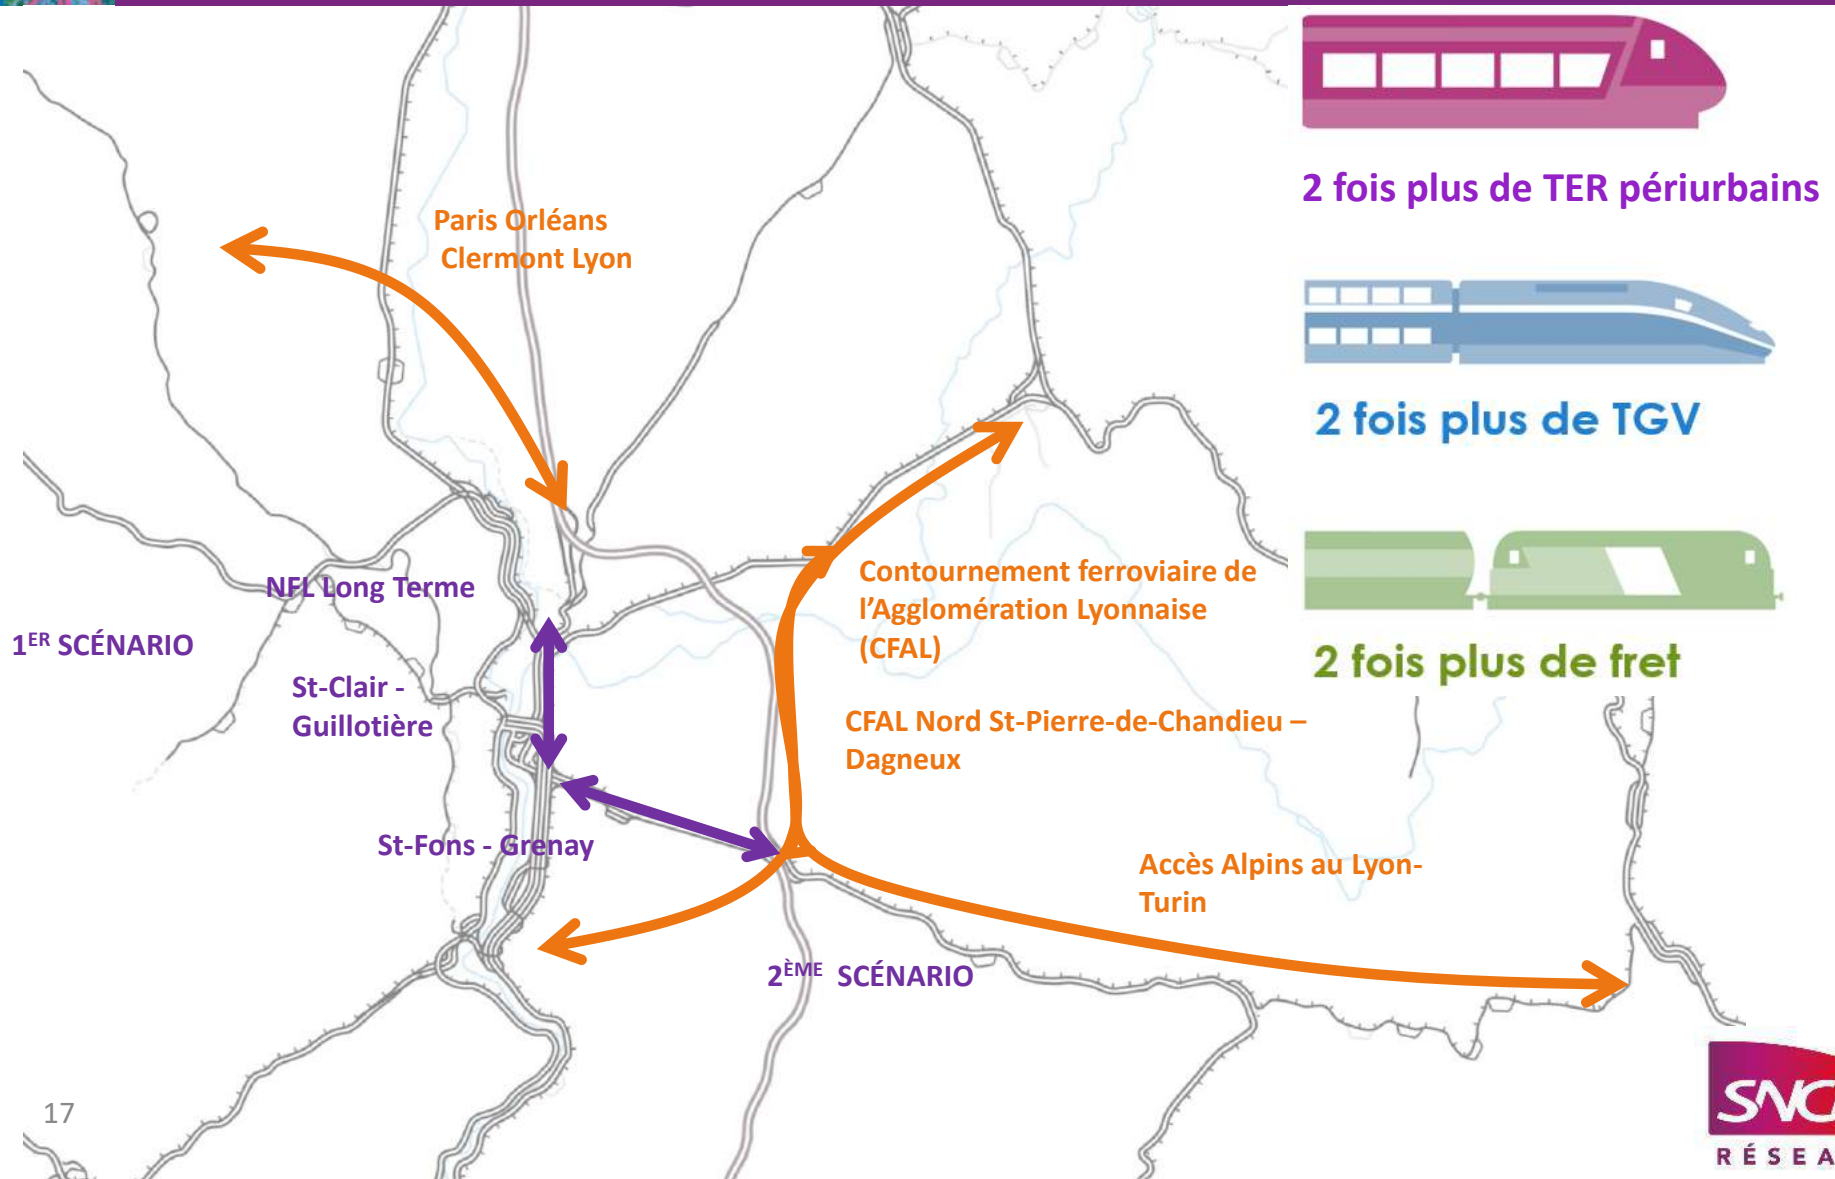 2 fois plus de TER périurbains
Paris Orléans
Clermont Lyon
2 fois plus de TGV
NFL Long Terme
1ER SCÉNARIO
Contournement ferroviaire de
l'Agglomération Lyonnaise
(CFAL)
2 fois plus de fret
St-Clair -
Guillotière
CFAL Nord St-Pierre-de-Chandieu –
Dagneux
St-Fons - Grenay
Accès Alpins au Lyon-
Turin
2ÈME SCÉNARIO
17